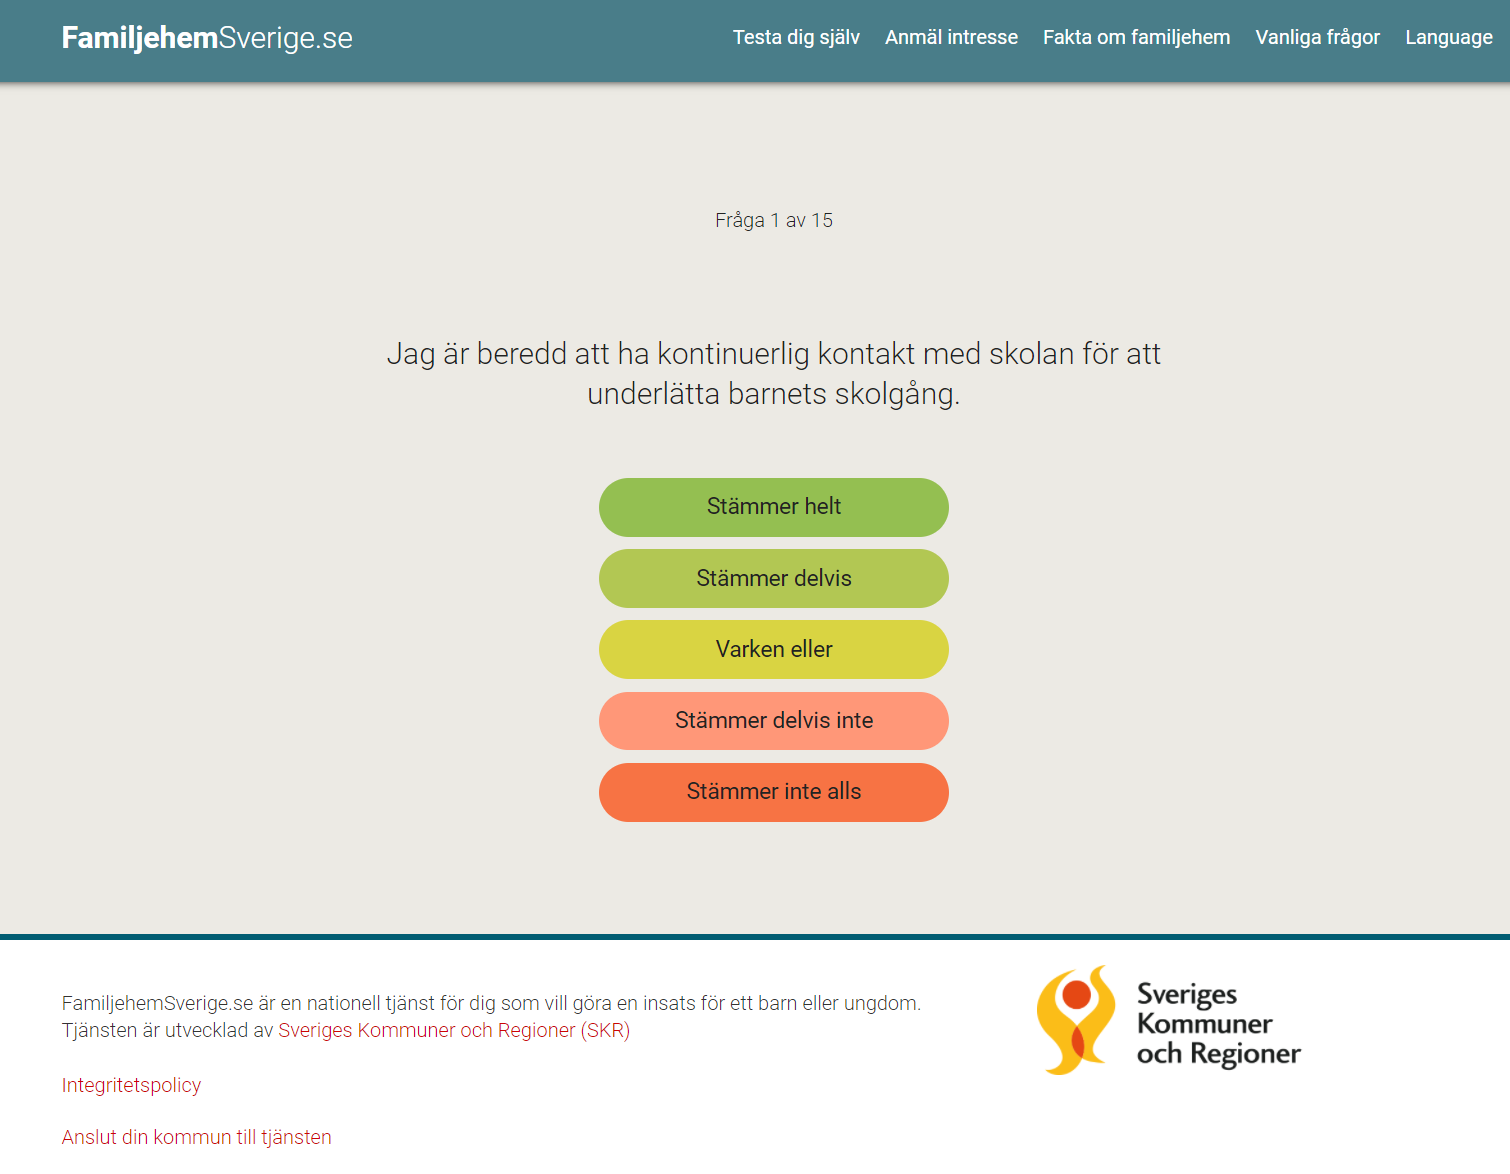 FamiljehemSverige.se
Testa dig själv
Anmäl intresse
Fakta om familjehem
Vanliga frågor
Language
Fråga 1 av 15
Jag är beredd att ha kontinuerlig kontakt med skolan för att
underlätta barnets skolgång.
Stämmer helt
Stämmer delvis
Varken eller
Stämmer delvis inte
Stämmer inte alls
FamiljehemSverige.se är en nationell tjänst för dig som vill göra en insats för ett barn eller ungdom.
Tjänsten är utvecklad av Sveriges Kommuner och Regioner (SKR)
Integritetspolicy
Anslut din kommun till tjänsten
Sveriges
Kommuner
och Regioner